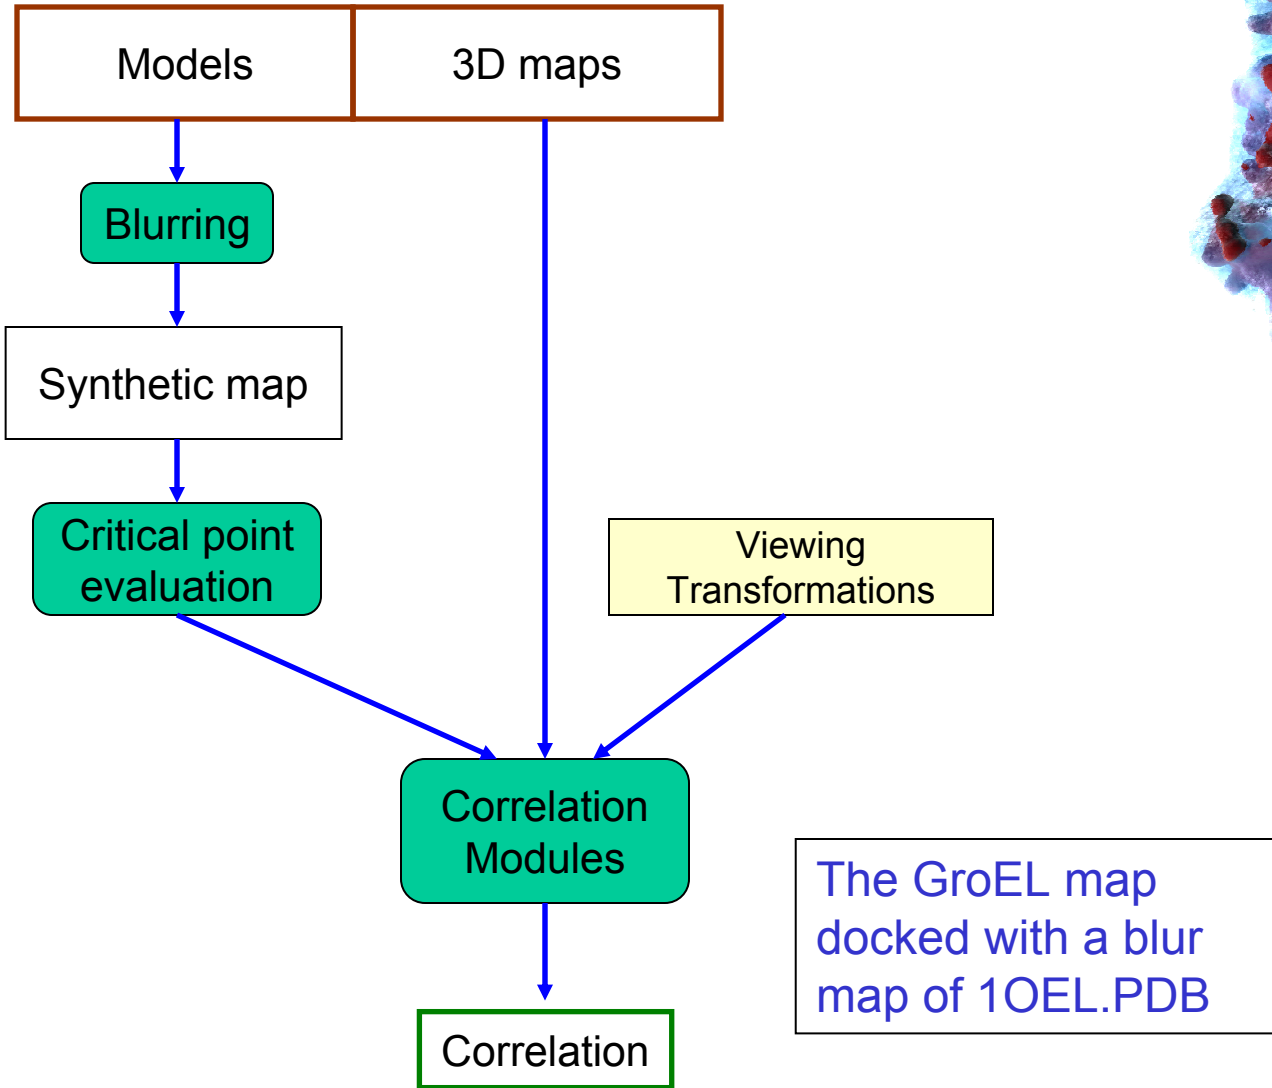 Models
3D maps
Blurring
Synthetic map
Critical point
evaluation
Viewing
Transformations
Correlation
Modules
The GroEL map
docked with a blur
map of 1OEL.PDB
Correlation